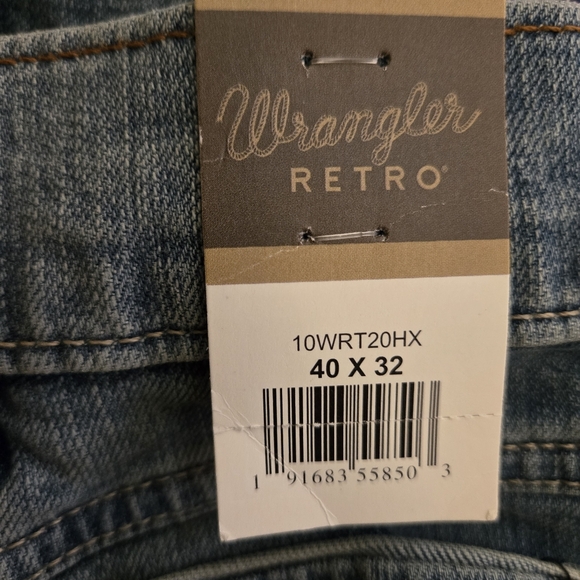 Wrangler
RETRO®
10WRT20HX
40 X 32
1 91683 55850 3